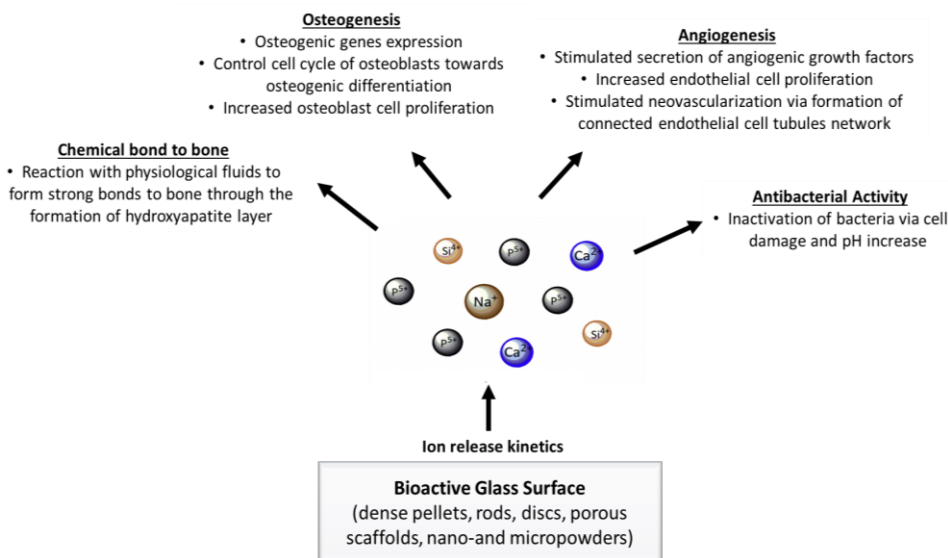 Osteogenesis
• Osteogenic genes expression
• Control cell cycle of osteoblasts towards
osteogenic differentiation
• Increased osteoblast cell proliferation
Angiogenesis
• Stimulated secretion of angiogenic growth factors
• Increased endothelial cell proliferation
• Stimulated neovascularization via formation of
connected endothelial cell tubules network
Chemical bond to bone
• Reaction with physiological fluids to
form strong bonds to bone through the
formation of hydroxyapatite layer
Antibacterial Activity
• Inactivation of bacteria via cell
damage and pH increase
Si⁴⁺
P⁵⁺
Ca²⁺
P⁵⁺
Na⁺
P⁵⁺
P⁵⁺
Ca²⁺
Si⁴⁺
Ion release kinetics
Bioactive Glass Surface
(dense pellets, rods, discs, porous
scaffolds, nano-and micropowders)